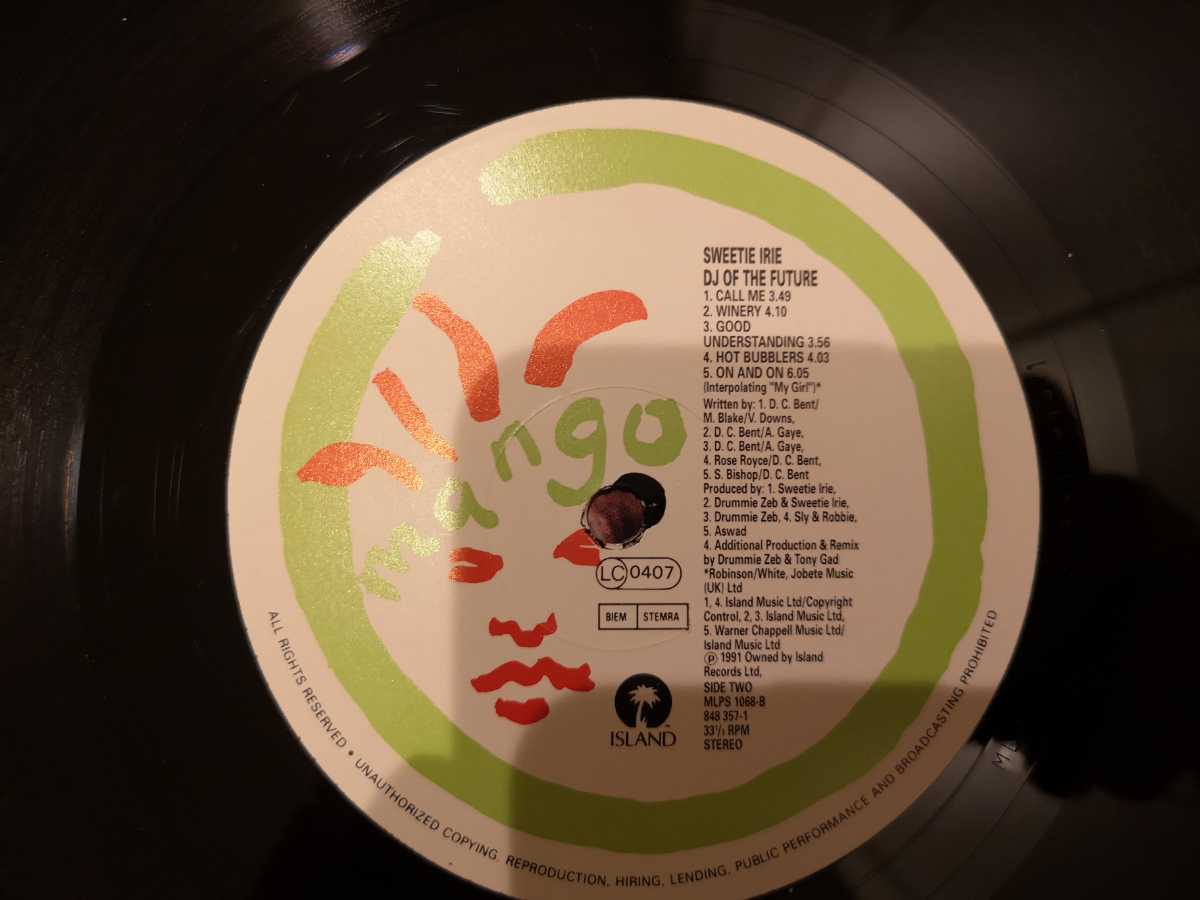 SWEETIE IRIE
DJ OF THE FUTURE
1. CALL ME 3.49
2. WINERY 4.10
3. GOOD
UNDERSTANDING 3.56
4. HOT BUBBLERS 4.03
5. ON AND ON 6.05
(Interpolating "My Girl")*
Written by: 1. D. C. Bent/
M. Blake/V. Downs,
2. D. C. Bent/A. Gaye,
3. D. C. Bent/A. Gaye,
4. Rose Royce/D. C. Bent,
5. S. Bishop/D. C. Bent
Produced by: 1. Sweetie Irie,
2. Drummie Zeb & Sweetie Irie,
3. Drummie Zeb, 4. Sly & Robbie,
5. Aswad
4. Additional Production & Remix
by Drummie Zeb & Tony Gad
*Robinson/White, Jobete Music
(UK) Ltd
1, 4. Island Music Ltd/Copyright
Control, 2, 3. Island Music Ltd,
5. Warner Chappell Music Ltd/
Island Music Ltd
℗ 1991 Owned by Island
Records Ltd,
SIDE TWO
MLPS 1068-B
848 357-1
33⅓ RPM
STEREO
mango
LC 0407
BIEM STEMRA
ISLAND
ALL RIGHTS RESERVED • UNAUTHORIZED COPYING, REPRODUCTION, HIRING, LENDING, PUBLIC PERFORMANCE AND BROADCASTING PROHIBITED